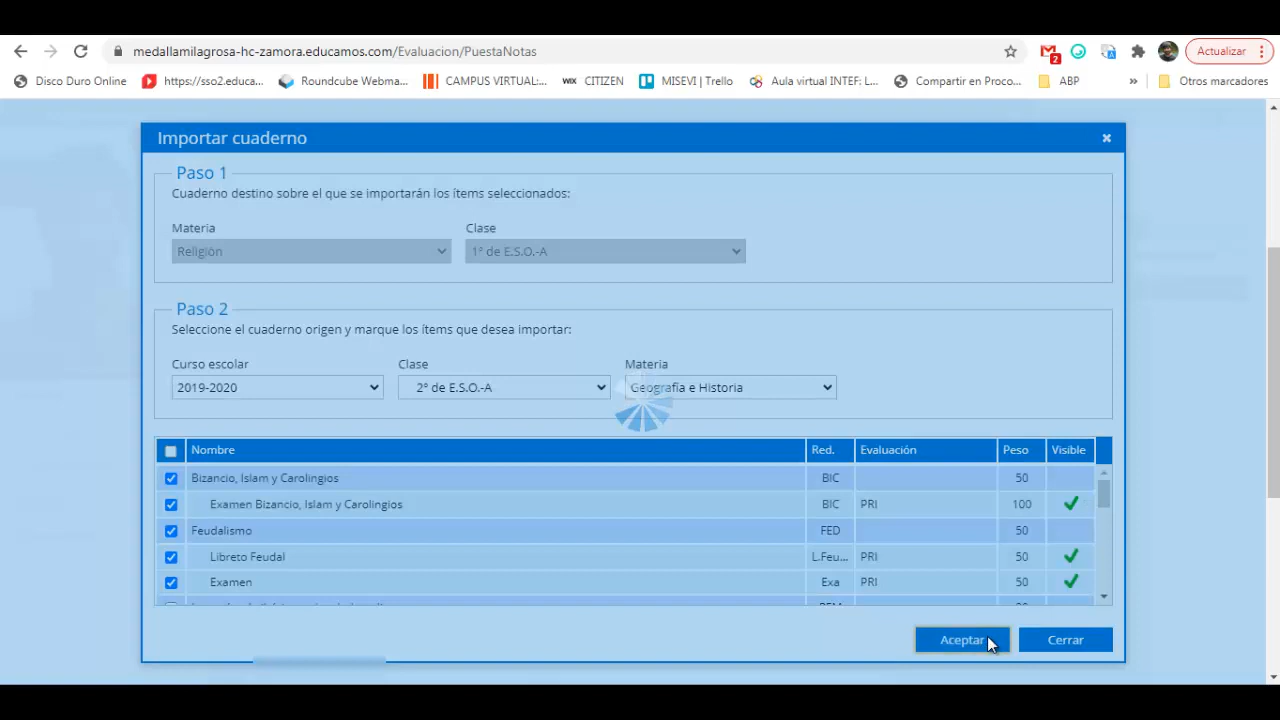 medallamilagrosa-hc-zamora.educamos.com/Evaluacion/PuestaNotas
2
Actualizar
Disco Duro Online
https://sso2.educa...
Roundcube Webma...
CAMPUS VIRTUAL:...
WIX CITIZEN
MISEVI | Trello
Aula virtual INTEF: L...
Compartir en Proco...
ABP
»
Otros marcadores
Importar cuaderno
Paso 1
Cuaderno destino sobre el que se importarán los ítems seleccionados:
Materia Clase
Religión 1º de E.S.O.-A
Paso 2
Seleccione el cuaderno origen y marque los ítems que desea importar:
Curso escolar Clase Materia
2019-2020 2º de E.S.O.-A Geografía e Historia
Nombre Red. Evaluación Peso Visible
Bizancio, Islam y Carolingios BIC 50
Examen Bizancio, Islam y Carolingios BIC PRI 100
Feudalismo FED 50
Libreto Feudal L.Feu... PRI 50
Examen Exa PRI 50
Aceptar Cerrar